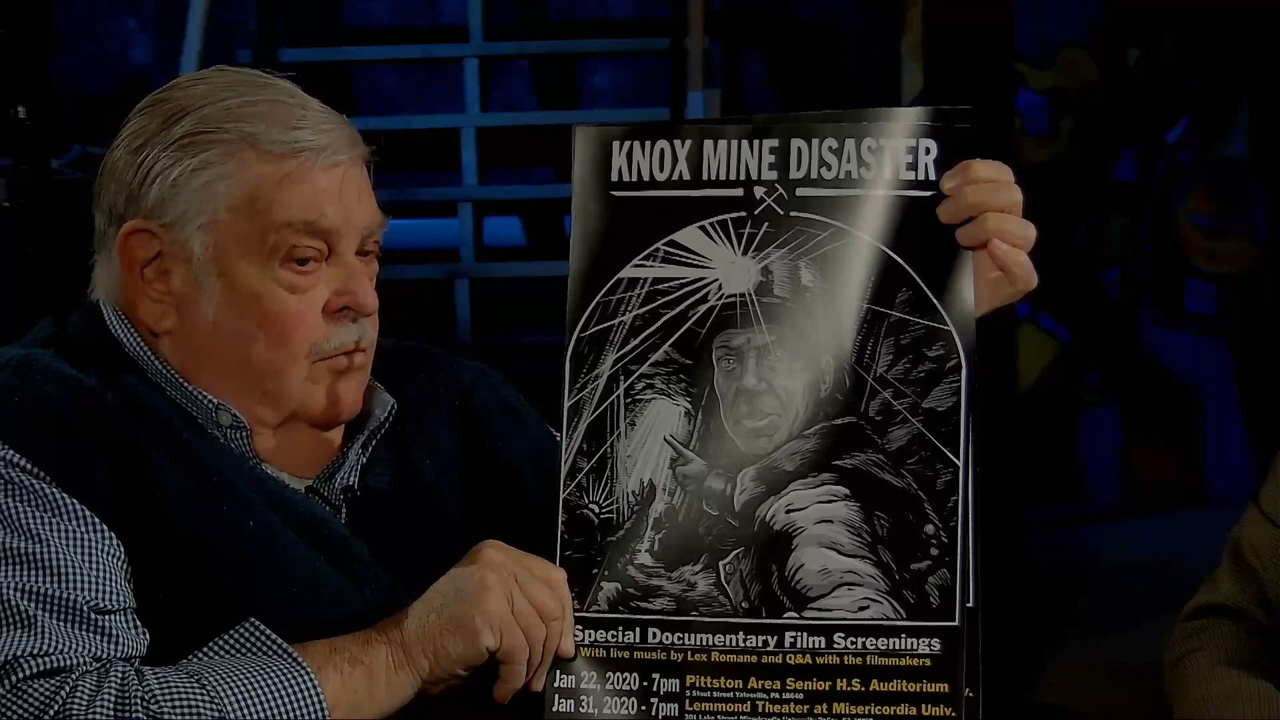 KNOX MINE DISASTER
Special Documentary Film Screenings
With live music by Lex Romane and Q&A with the filmmakers
Jan 22, 2020 - 7pm Pittston Area Senior H.S. Auditorium
5 Stout Street Yatesville, PA 18640
Jan 31, 2020 - 7pm Lemmond Theater at Misericordia Univ.